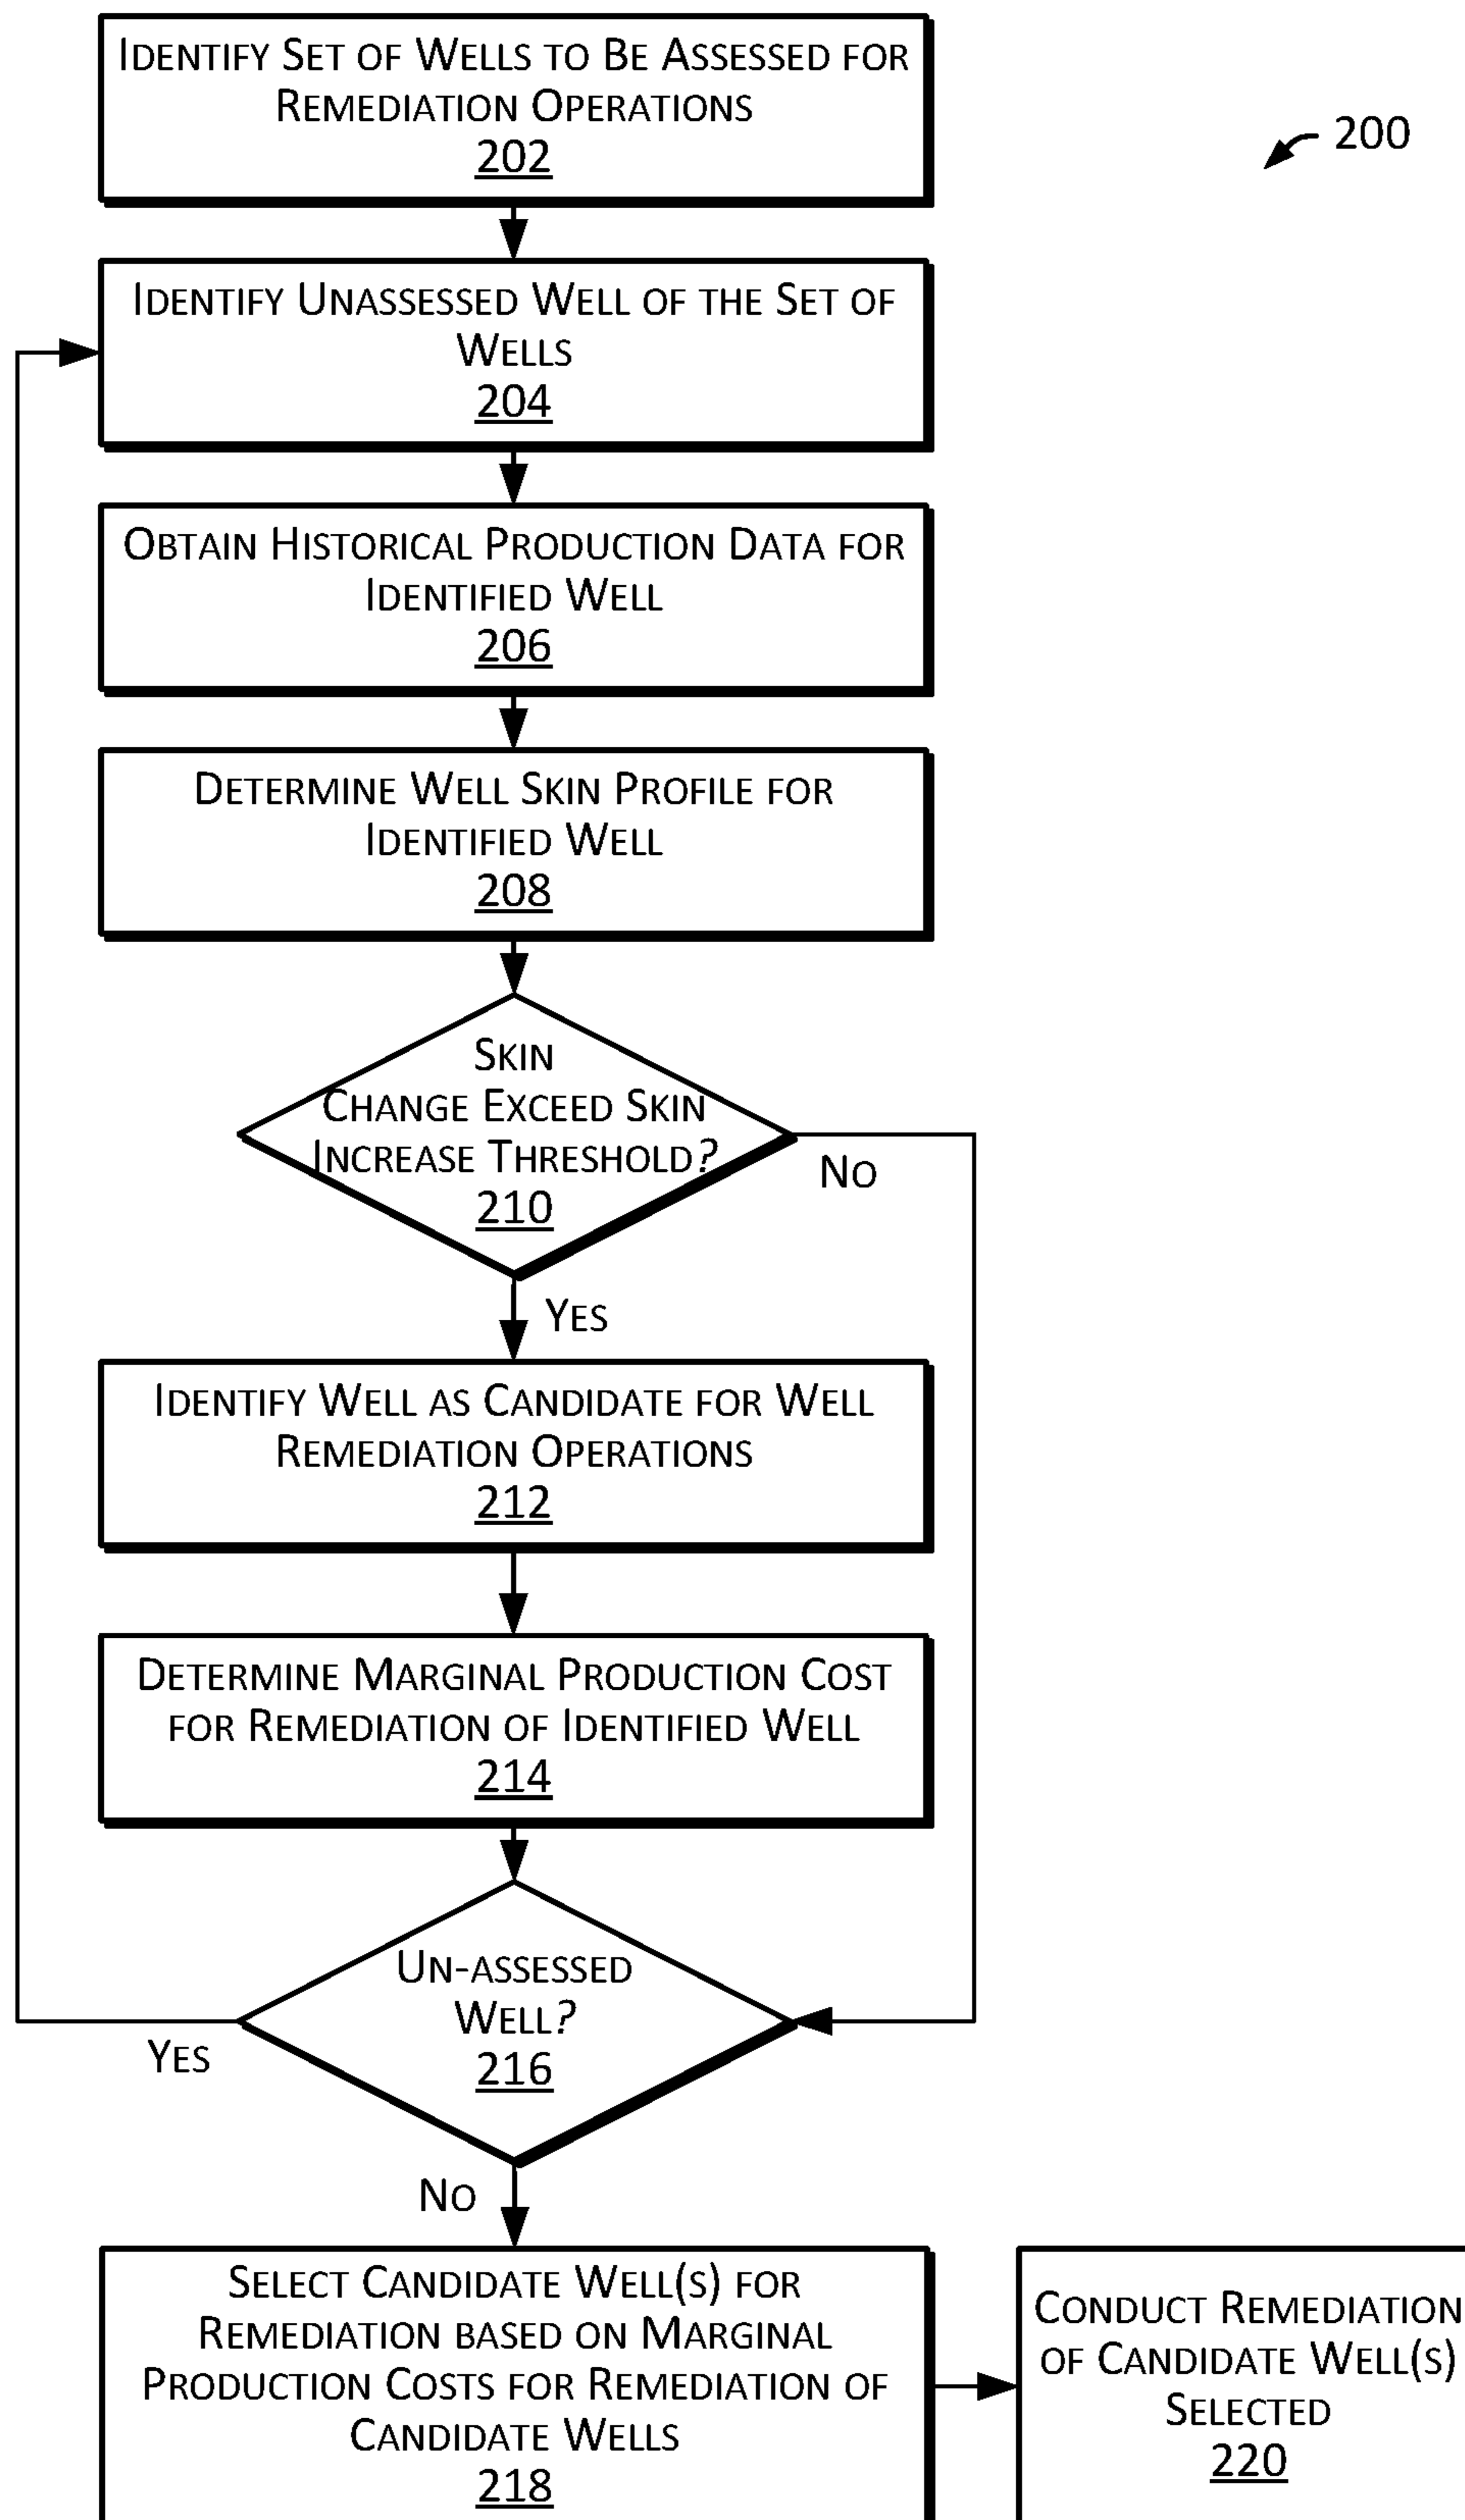 Identify Set of Wells to Be Assessed for
Remediation Operations
202
200
Identify Unassessed Well of the Set of
Wells
204
Obtain Historical Production Data for
Identified Well
206
Determine Well Skin Profile for
Identified Well
208
Skin
Change Exceed Skin
Increase Threshold?
210
No
Yes
Identify Well as Candidate for Well
Remediation Operations
212
Determine Marginal Production Cost
for Remediation of Identified Well
214
Un-assessed
Well?
216
Yes
No
Select Candidate Well(s) for
Remediation based on Marginal
Production Costs for Remediation of
Candidate Wells
218
Conduct Remediation
of Candidate Well(s)
Selected
220